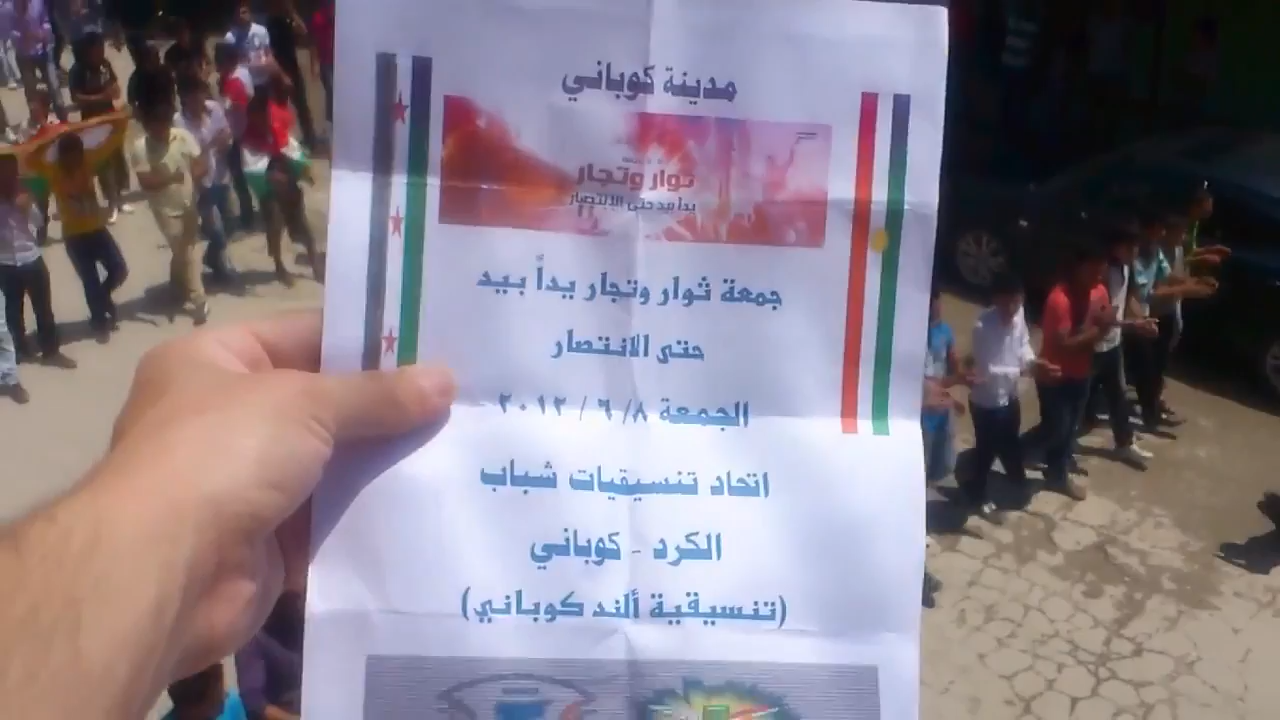 مدينة كوباني
ثوار وتجار
يداً بيد حتى الانتصار
جمعة ثوار وتجار يداً بيد
حتى الانتصار
الجمعة ٨ / ٦ / ٢٠١٢
اتحاد تنسيقيات شباب
الكرد - كوباني
(تنسيقية ألند كوباني)